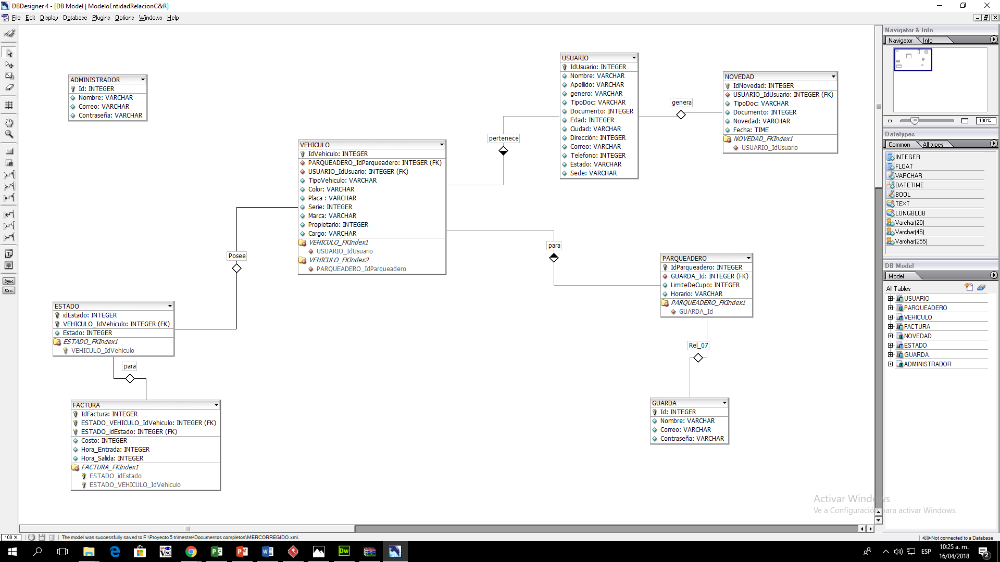 DBDesigner 4 - [DB Model | ModeloEntidadRelacionC&R]
File Edit Display Database Plugins Options Windows Help
ADMINISTRADOR
Id: INTEGER
Nombre: VARCHAR
Correo: VARCHAR
Contraseña: VARCHAR
VEHICULO
IdVehiculo: INTEGER
PARQUEADERO_IdParqueadero: INTEGER (FK)
USUARIO_IdUsuario: INTEGER (FK)
TipoVehiculo: VARCHAR
Color: VARCHAR
Placa : VARCHAR
Serie: INTEGER
Marca: VARCHAR
Propietario: INTEGER
Cargo: VARCHAR
VEHICULO_FKIndex1
USUARIO_IdUsuario
VEHICULO_FKIndex2
PARQUEADERO_IdParqueadero
pertenece
USUARIO
IdUsuario: INTEGER
Nombre: VARCHAR
Apellido: VARCHAR
genero: VARCHAR
TipoDoc: VARCHAR
Documento: INTEGER
Edad: INTEGER
Ciudad: VARCHAR
Dirección: INTEGER
Correo: VARCHAR
Telefono: INTEGER
Estado: VARCHAR
Sede: VARCHAR
genera
NOVEDAD
IdNovedad: INTEGER
USUARIO_IdUsuario: INTEGER (FK)
TipoDoc: VARCHAR
Documento: INTEGER
Novedad: VARCHAR
Fecha: TIME
NOVEDAD_FKIndex1
USUARIO_IdUsuario
Posee
para
PARQUEADERO
IdParqueadero: INTEGER
GUARDA_Id: INTEGER (FK)
LimiteDeCupo: INTEGER
Horario: VARCHAR
PARQUEADERO_FKIndex1
GUARDA_Id
Rel_07
GUARDA
Id: INTEGER
Nombre: VARCHAR
Correo: VARCHAR
Contraseña: VARCHAR
ESTADO
idEstado: INTEGER
VEHICULO_IdVehiculo: INTEGER (FK)
Estado: INTEGER
ESTADO_FKIndex1
VEHICULO_IdVehiculo
para
FACTURA
IdFactura: INTEGER
ESTADO_VEHICULO_IdVehiculo: INTEGER (FK)
ESTADO_idEstado: INTEGER (FK)
Costo: INTEGER
Hora_Entrada: INTEGER
Hora_Salida: INTEGER
FACTURA_FKIndex1
ESTADO_idEstado
ESTADO_VEHICULO_IdVehiculo
Sync
Cre.
Navigator & Info
Navigator Info
100%
Datatypes
Common All types
INTEGER
FLOAT
VARCHAR
DATETIME
BOOL
TEXT
LONGBLOB
Varchar(20)
Varchar(45)
Varchar(255)
DB Model
Model
All Tables
USUARIO
PARQUEADERO
VEHICULO
FACTURA
NOVEDAD
ESTADO
GUARDA
ADMINISTRADOR
Activar Windows
Ve a Configuración para activar Windows.
100 % The model was successfully saved to F:\Proyecto 5 trimestre\Documentos completos\MERCORREGIDO.xml. Not connected to a Database
VNC Dw ESP 10:25 a. m.
16/04/2018
2